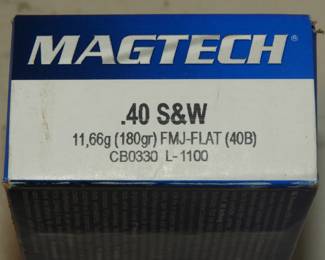 MAGTECH®
.40 S&W
11,66g (180gr) FMJ-FLAT (40B)
CB0330 L-1100